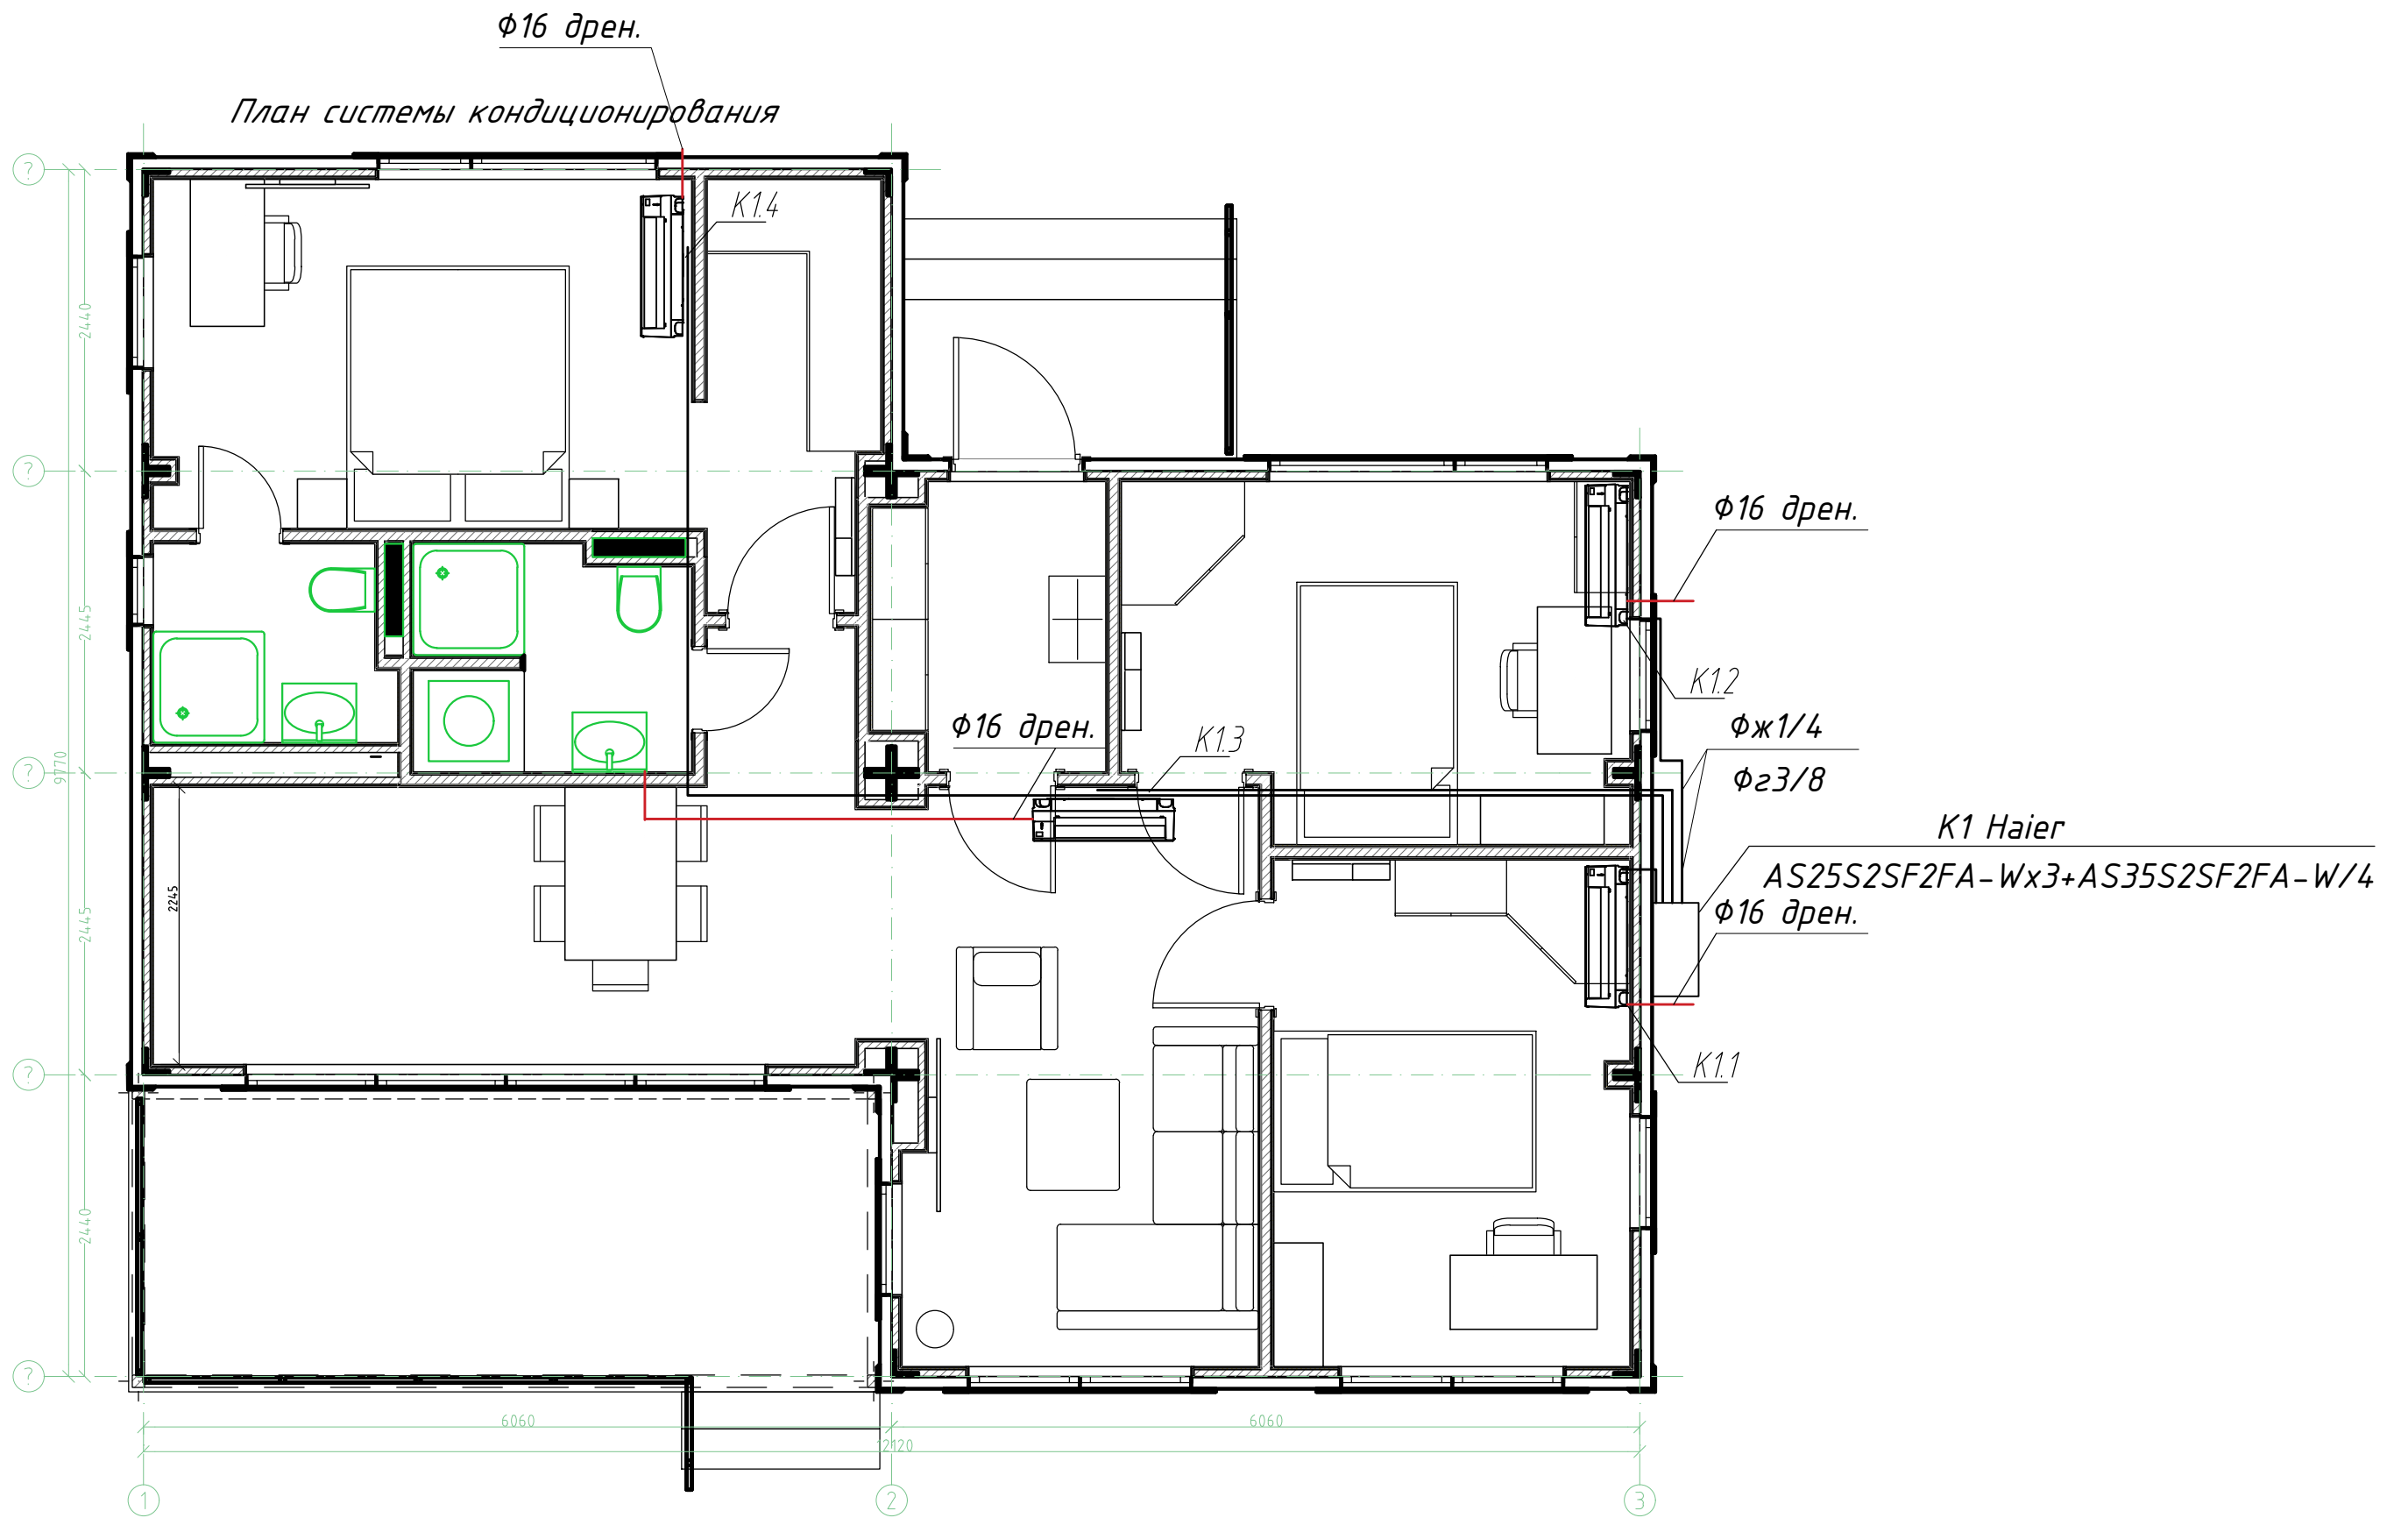 Ф16 дрен.
План системы кондиционирования
К1.4
?
2440
?
Ф16 дрен.
2445
К1.2
Ф16 дрен.
К1.3
Фж1/4
Фг3/8
9770
?
К1 Haier
AS25S2SF2FA-Wx3+AS35S2SF2FA-W/4
Ф16 дрен.
2245
2445
К1.1
?
2440
?
6060
6060
12120
1
2
3